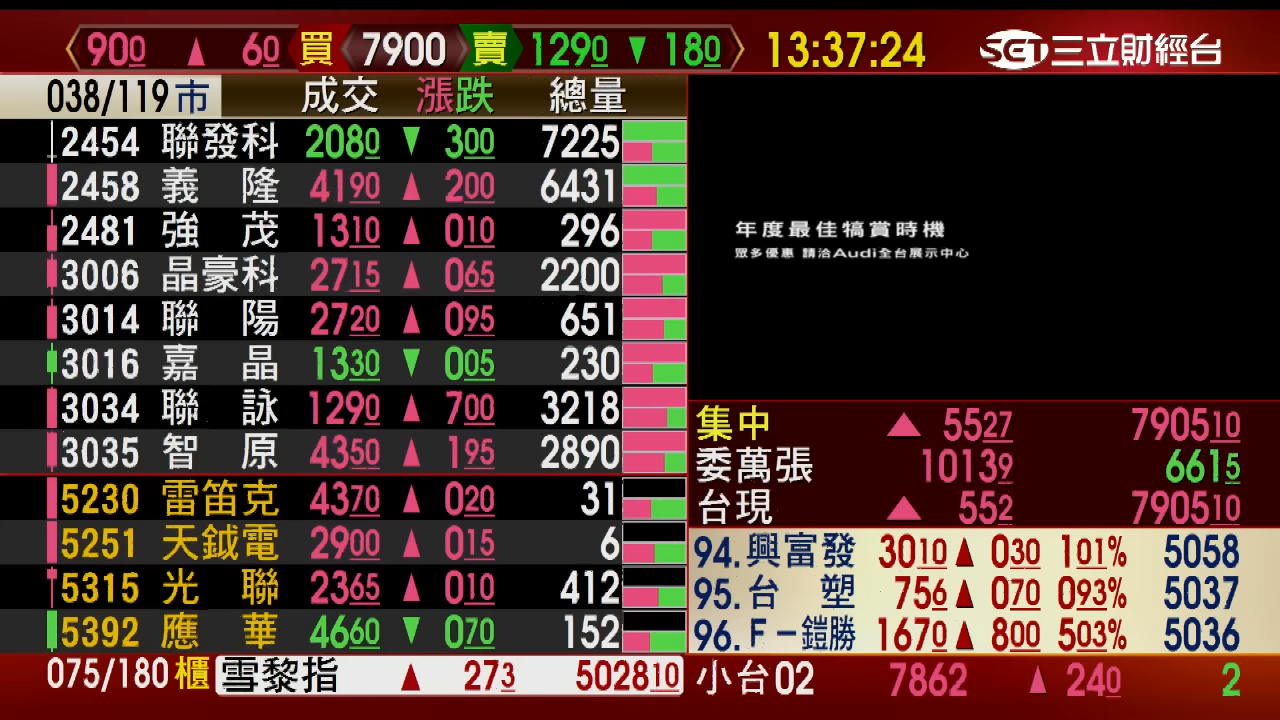 900 ▲ 60 買 7900 賣 1290 ▼ 180 13:37:24 SET三立財經台
038/119市 成交 漲跌 總量
2454 聯發科 2080 ▼ 300 7225
2458 義隆 4190 ▲ 200 6431
2481 強茂 1310 ▲ 010 296
3006 晶豪科 2715 ▲ 065 2200
3014 聯陽 2720 ▲ 095 651
3016 嘉晶 1330 ▼ 005 230
3034 聯詠 1290 ▲ 700 3218
3035 智原 4350 ▲ 195 2890
5230 雷笛克 4370 ▲ 020 31
5251 天鉞電 2900 ▲ 015 6
5315 光聯 2365 ▲ 010 412
5392 應華 4660 ▼ 070 152
075/180櫃 雪黎指 ▲ 273 502810
年度最佳犒賞時機
眾多優惠 請洽Audi全台展示中心
集中 ▲ 5527 790510
委萬張 10139 6615
台現 ▲ 552 790510
94.興富發 3010 ▲ 030 101% 5058
95.台塑 756 ▲ 070 093% 5037
96.F－鎧勝 1670 ▲ 800 503% 5036
小台02 7862 ▲ 240 2